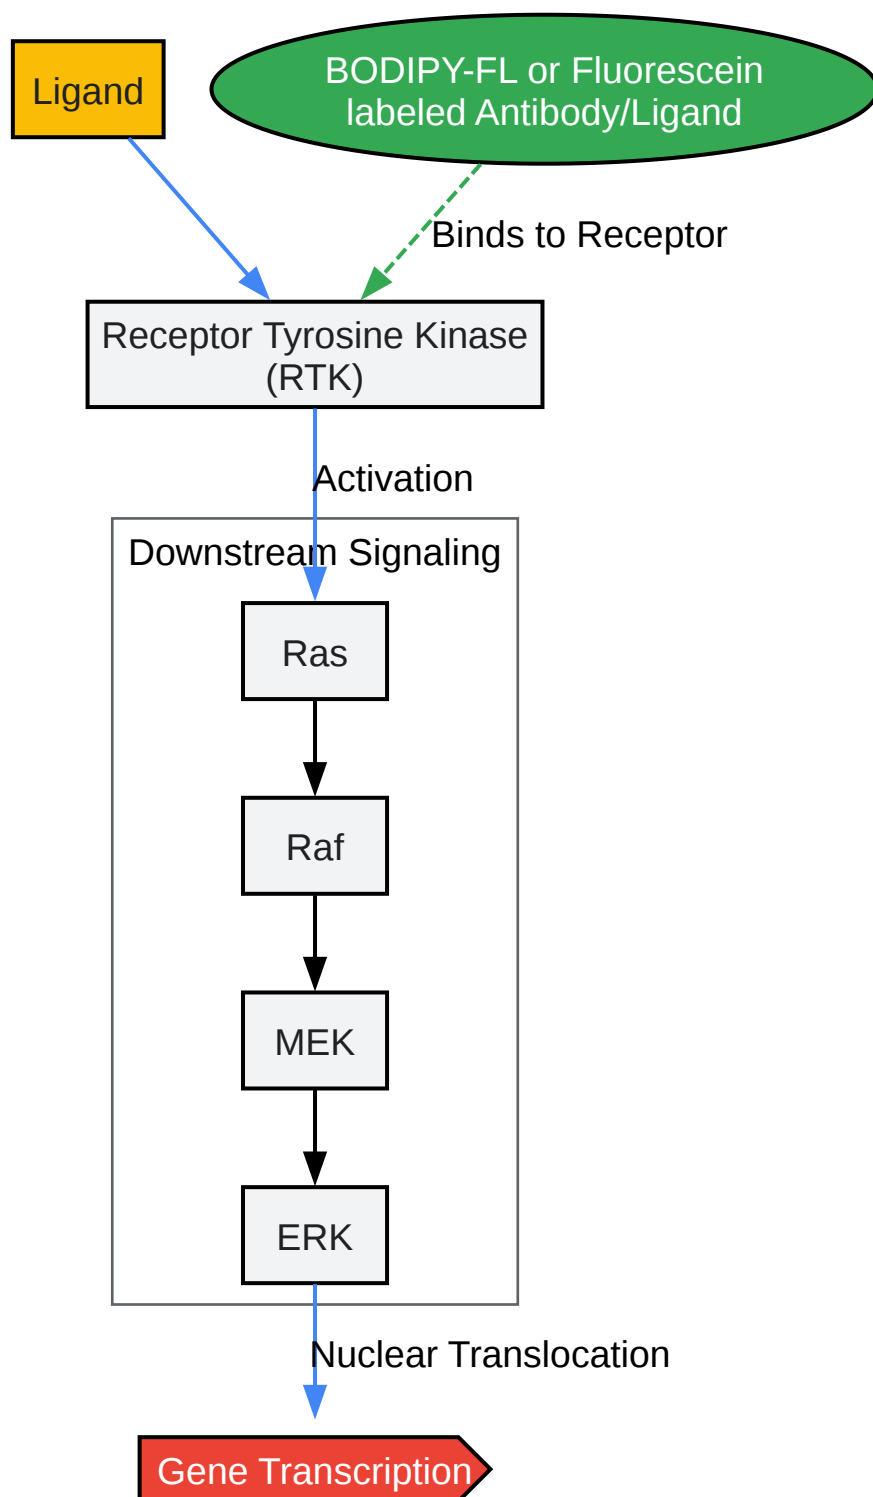 Ligand
BODIPY-FL or Fluorescein
labeled Antibody/Ligand
Binds to Receptor
Receptor Tyrosine Kinase
(RTK)
Activation
Downstream Signaling
Ras
Raf
MEK
ERK
Nuclear Translocation
Gene Transcription